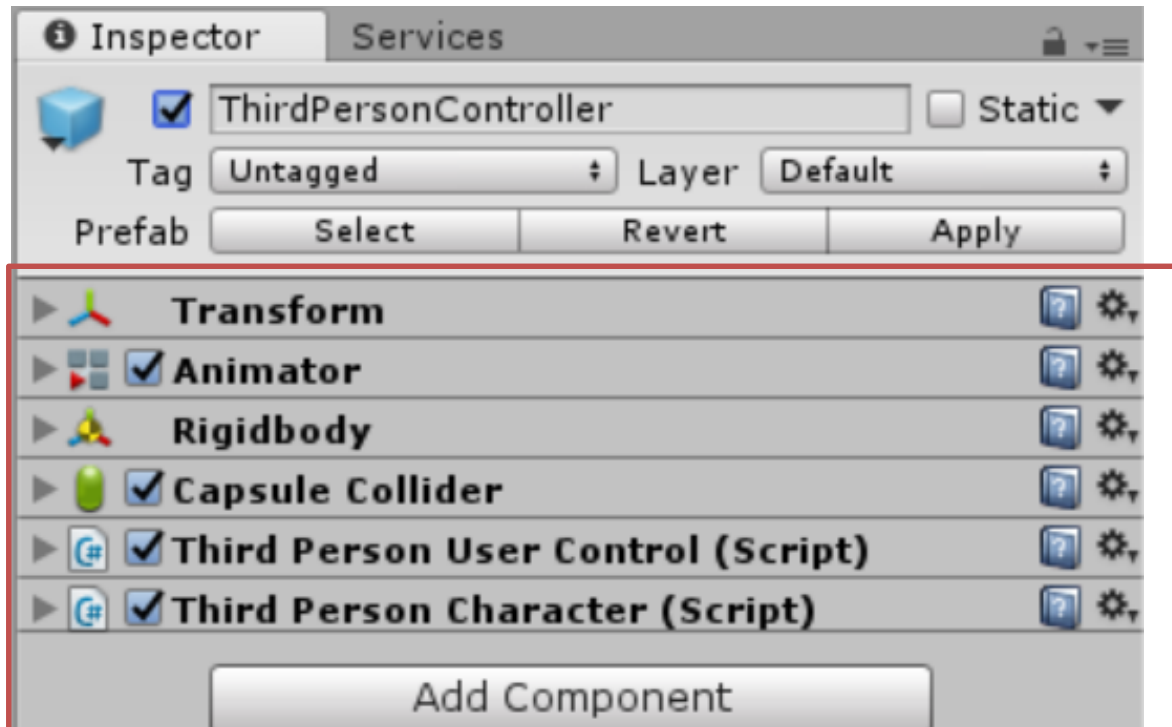 Inspector Services
ThirdPersonController Static
Tag Untagged Layer Default
Prefab Select Revert Apply
Transform
Animator
Rigidbody
Capsule Collider
C# Third Person User Control (Script)
C# Third Person Character (Script)
Add Component